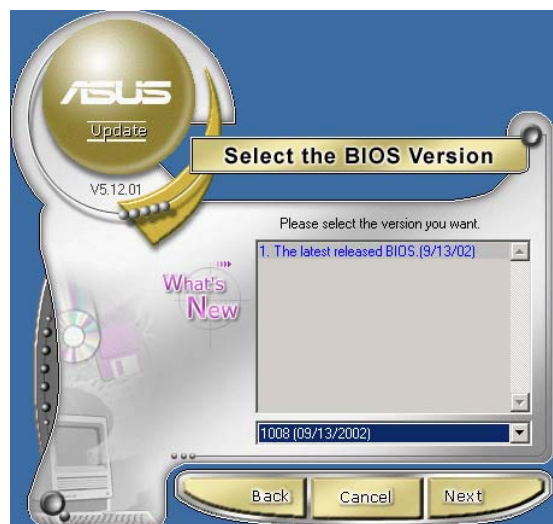 ASUS
Update
V5.12.01
Select the BIOS Version
Please select the version you want.
1. The latest released BIOS.(9/13/02)
What's
New
1008 (09/13/2002)
Back
Cancel
Next